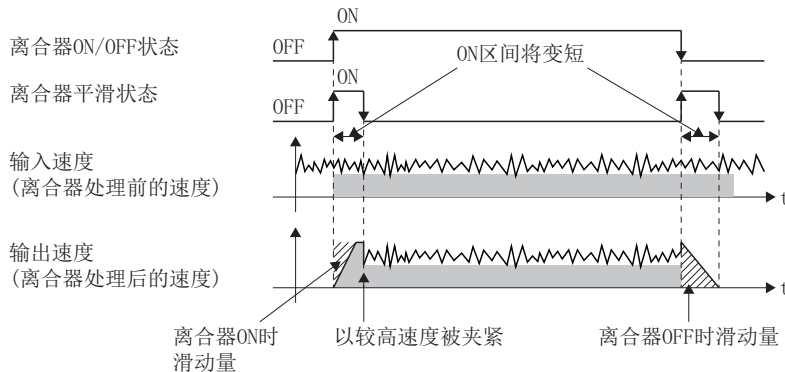 ON
离合器ON/OFF状态
OFF
ON区间将变短
ON
离合器平滑状态
OFF
输入速度
(离合器处理前的速度)
t
输出速度
(离合器处理后的速度)
t
离合器ON时
滑动量
以较高速度被夹紧
离合器OFF时滑动量